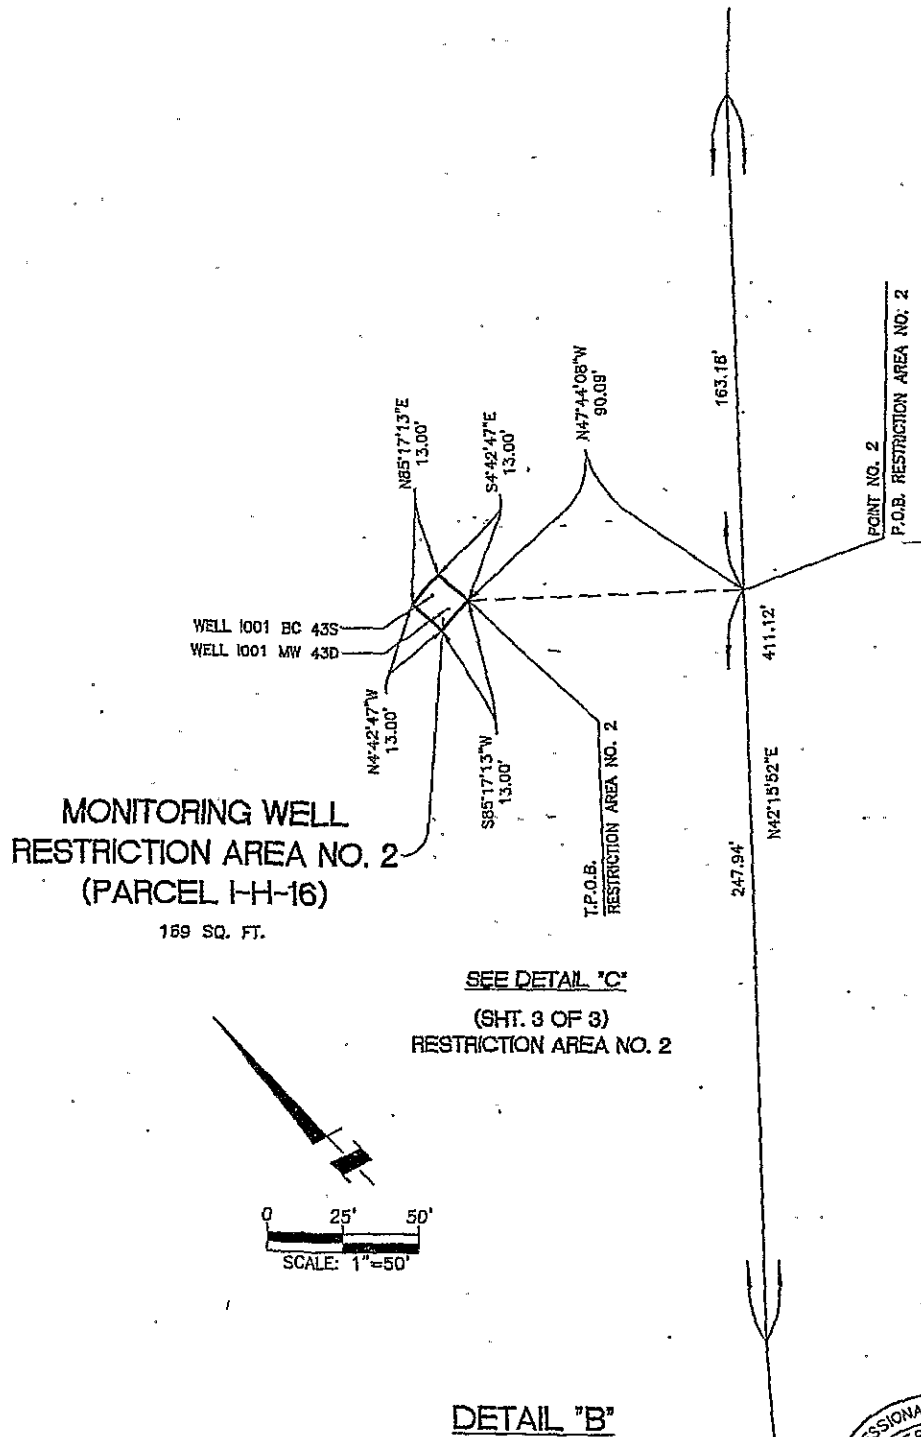 163.18'
POINT NO. 2
P.O.B. RESTRICTION AREA NO. 2
N47°44'08"W
90.09'
N85°17'13"E
13.00'
S4°42'47"E
13.00'
WELL I001 BC 43S
WELL I001 MW 43D
411.12'
N42°15'52"E
247.94'
N4°42'47"W
13.00'
S85°17'13"W
13.00'
T.P.O.B.
RESTRICTION AREA NO. 2
MONITORING WELL
RESTRICTION AREA NO. 2
(PARCEL I-H-16)
169 SQ. FT.
SEE DETAIL "C"
(SHT. 3 OF 3)
RESTRICTION AREA NO. 2
0 25' 50'
SCALE: 1"=50'
DETAIL "B"